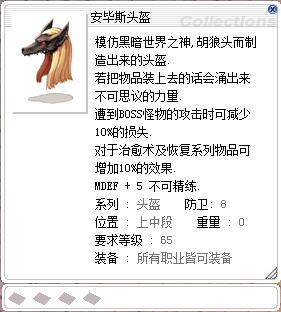 安毕斯头盔
Collections
模仿黑暗世界之神,胡狼头而制
造出来的头盔.
若把物品装上去的话会涌出来
不可思议的力量.
遭到BOSS怪物的攻击时可减少
10%的损失.
对于治愈术及恢复系列物品可
增加10%的效果.
MDEF + 5 不可精练.
系列 : 头盔 防卫: 8
位置 : 上中段 重量 : 0
要求等级 : 65
装备 : 所有职业皆可装备